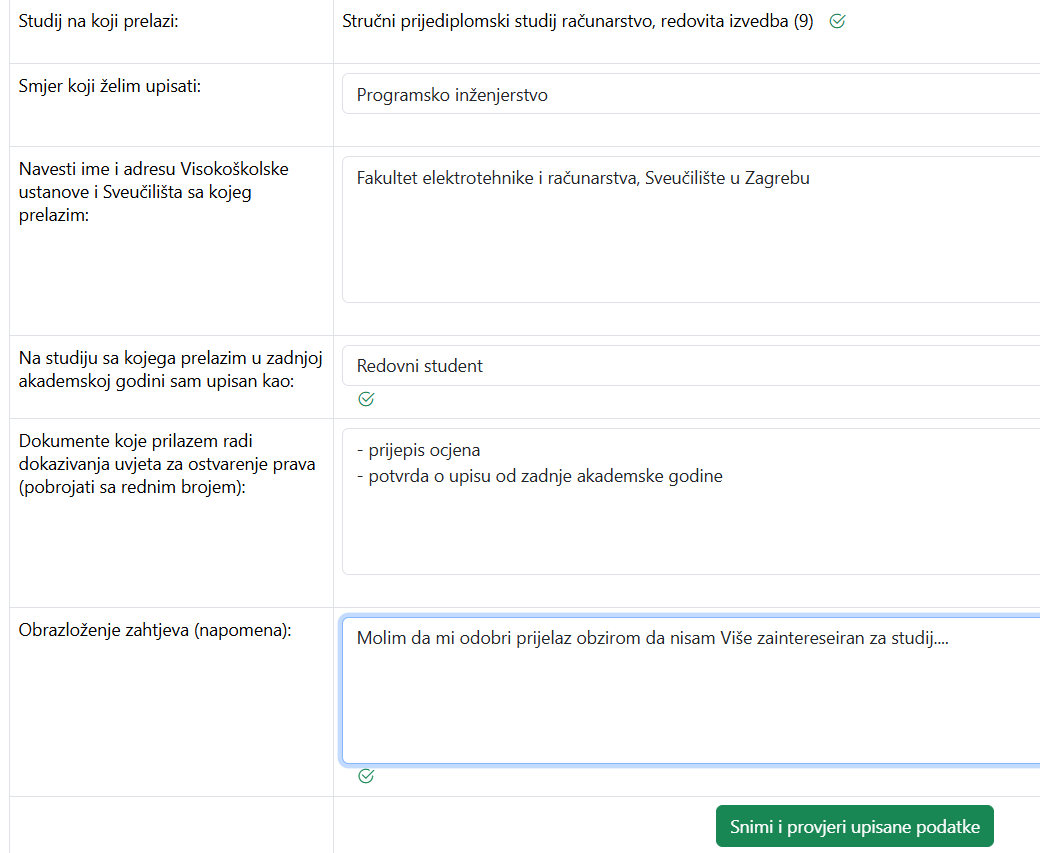 Studij na koji prelazi:
Stručni prijediplomski studij računarstvo, redovita izvedba (9)
Smjer koji želim upisati:
Programsko inženjerstvo
Navesti ime i adresu Visokoškolske
ustanove i Sveučilišta sa kojeg
prelazim:
Fakultet elektrotehnike i računarstva, Sveučilište u Zagrebu
Na studiju sa kojega prelazim u zadnjoj
akademskoj godini sam upisan kao:
Redovni student
Dokumente koje prilazem radi
dokazivanja uvjeta za ostvarenje prava
(pobrojati sa rednim brojem):
- prijepis ocjena
- potvrda o upisu od zadnje akademske godine
Obrazloženje zahtjeva (napomena):
Molim da mi odobri prijelaz obzirom da nisam Više zaintereseiran za studij....
Snimi i provjeri upisane podatke